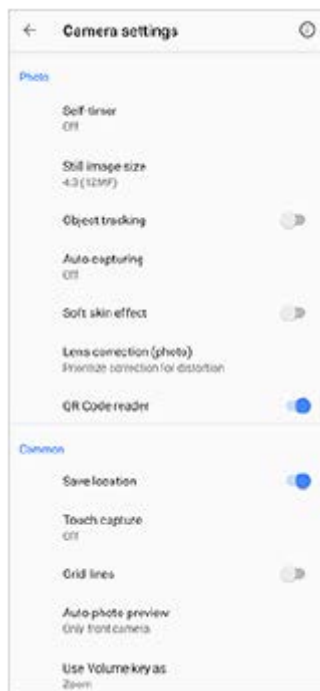 Camera settings
Photo
Self-timer
Off
Still image size
4:3 (12MP)
Object tracking
Auto capturing
Off
Soft skin effect
Lens correction (photo)
Prioritize correction for distortion
QR Code reader
Common
Save location
Touch capture
Off
Grid lines
Auto photo preview
Only front camera
Use Volume key as
Zoom